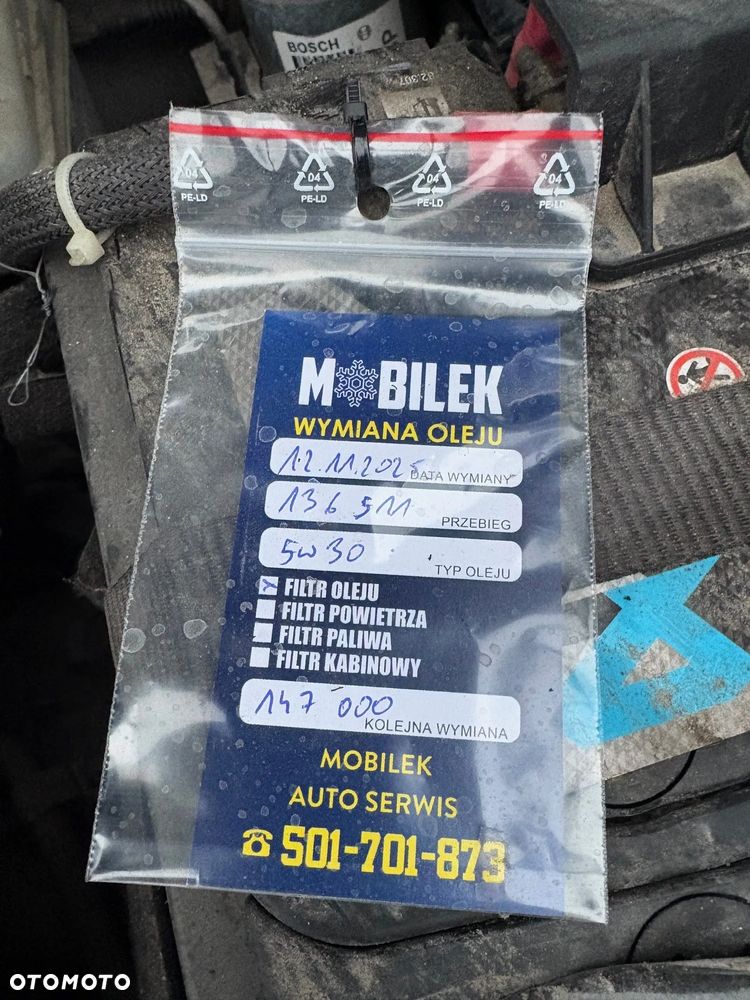 BOSCH
04 04 04 04
PE-LD PE-LD PE-LD PE-LD
MOBILEK
WYMIANA OLEJU
12.11.2025 DATA WYMIANY
136 511 PRZEBIEG
5w30 TYP OLEJU
x FILTR OLEJU
FILTR POWIETRZA
FILTR PALIWA
FILTR KABINOWY
147 000 KOLEJNA WYMIANA
MOBILEK
AUTO SERWIS
☎ 501-701-873
OTOMOTO